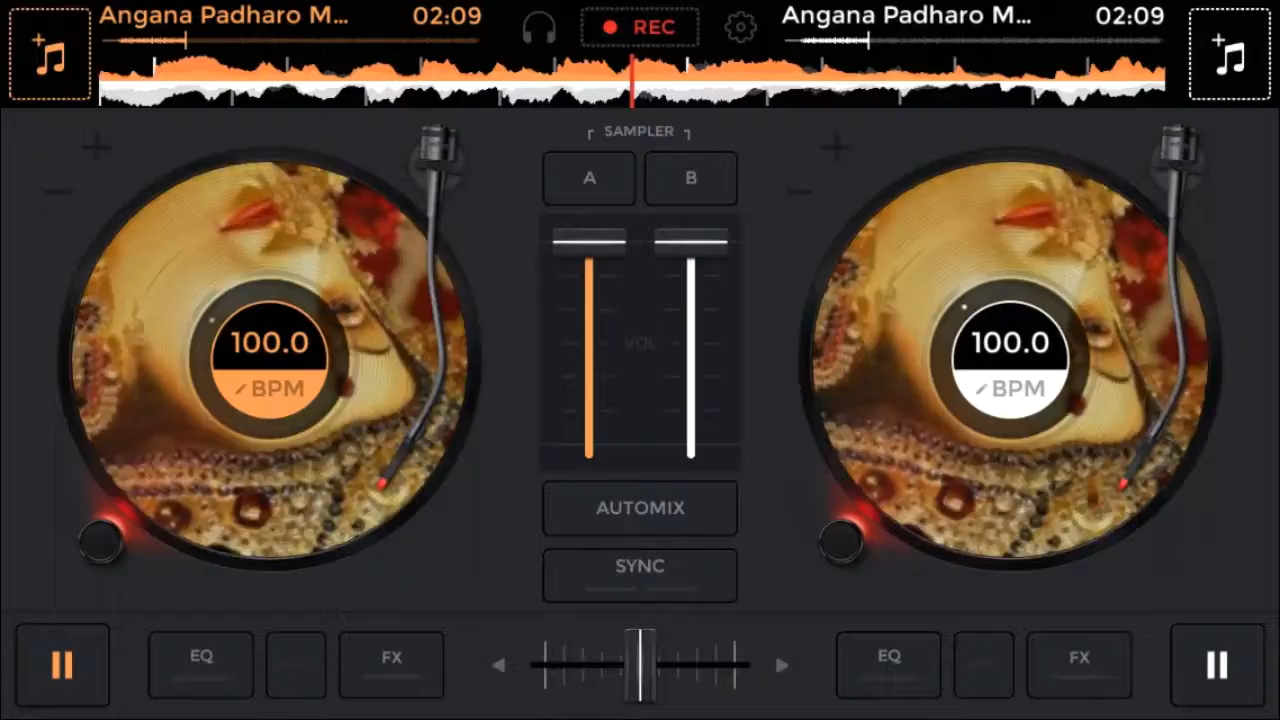 Angana Padharo M...
02:09
REC
Angana Padharo M...
02:09
SAMPLER
A
B
100.0
BPM
VOL
100.0
BPM
AUTOMIX
SYNC
EQ
FX
EQ
FX